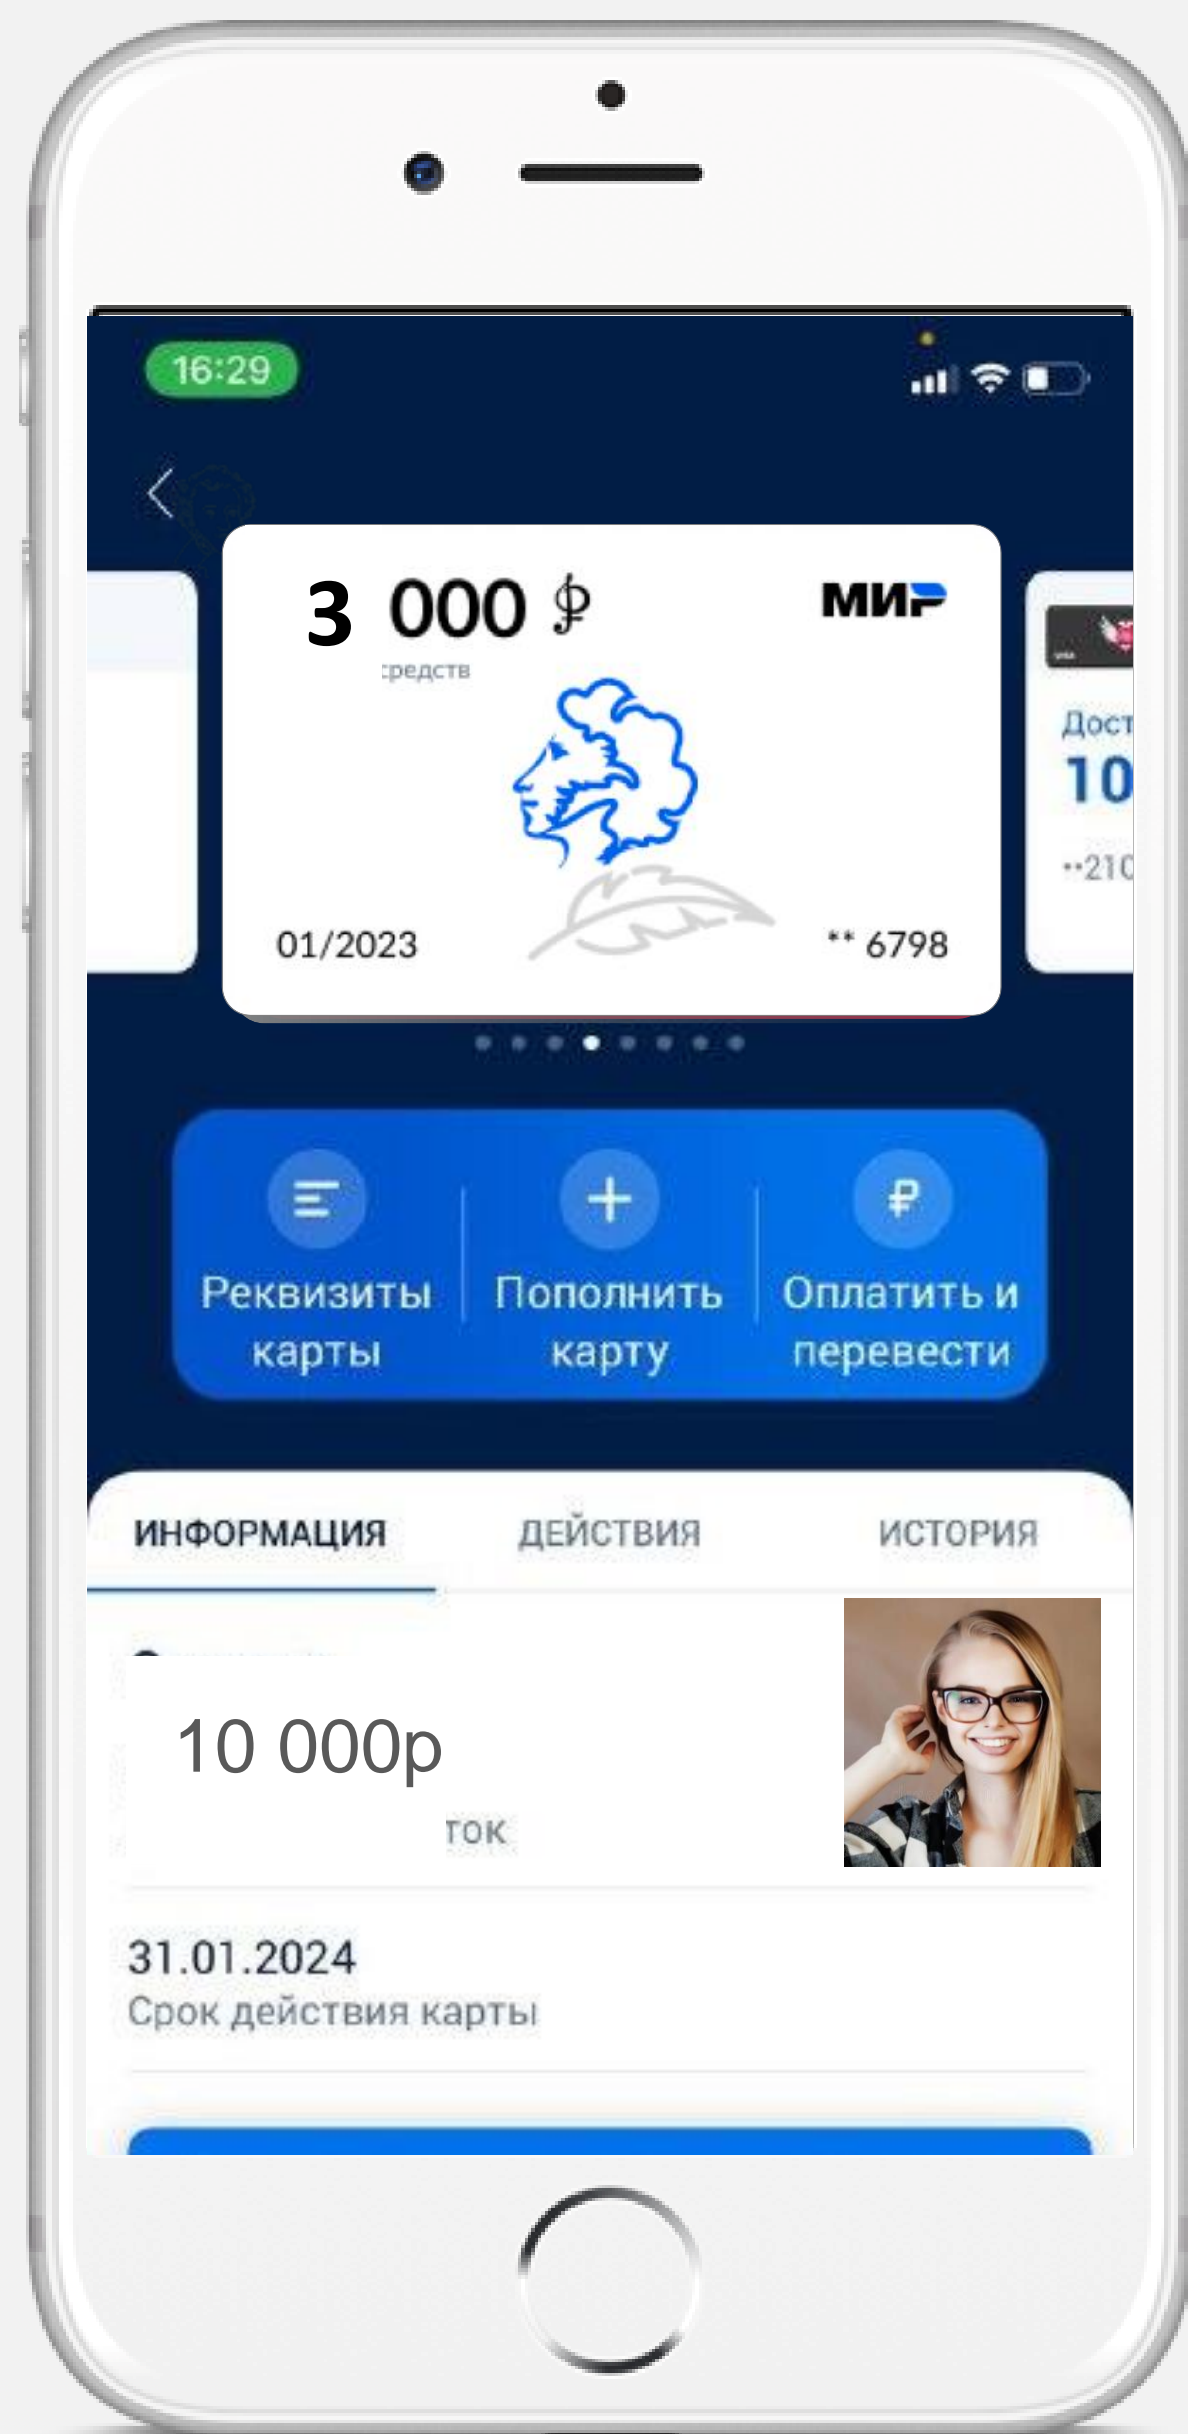 16:29
3 000 ₽
МИР
средств
01/2023
** 6798
Дост
10
••210
Реквизиты карты
Пополнить карту
Оплатить и перевести
ИНФОРМАЦИЯ
ДЕЙСТВИЯ
ИСТОРИЯ
10 000р
ток
31.01.2024
Срок действия карты